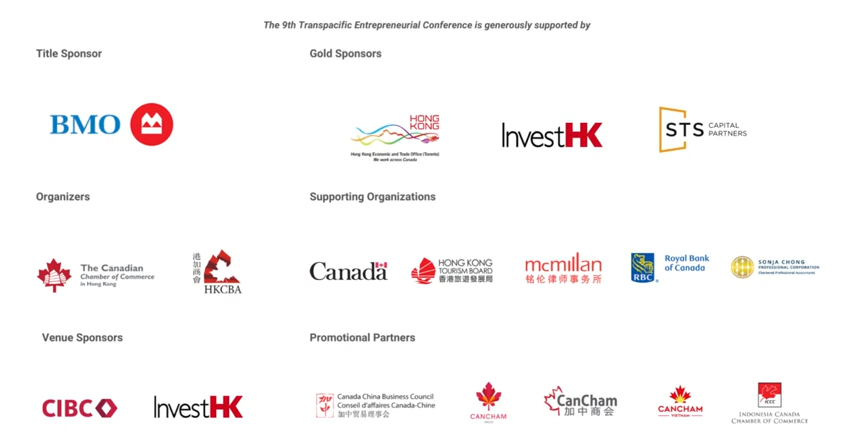 The 9th Transpacific Entrepreneurial Conference is generously supported by
Title Sponsor
Gold Sponsors
BMO
HONG
KONG
Hong Kong Economic and Trade Office (Toronto)
We work across Canada
InvestHK
STS CAPITAL
PARTNERS
Organizers
Supporting Organizations
The Canadian
Chamber of Commerce
in Hong Kong
港加商會
HKCBA
Canada
HONG KONG
TOURISM BOARD
香港旅遊發展局
mcmillan
铭伦律师事务所
RBC
Royal Bank
of Canada
SONJA CHONG
PROFESSIONAL CORPORATION
Chartered Professional Accountants
Venue Sponsors
Promotional Partners
CIBC
InvestHK
Canada China Business Council
Conseil d'affaires Canada-Chine
加中贸易理事会
CANCHAM
CanCham
加中商会
CANCHAM
VIETNAM
ICCC
INDONESIA CANADA
CHAMBER OF COMMERCE